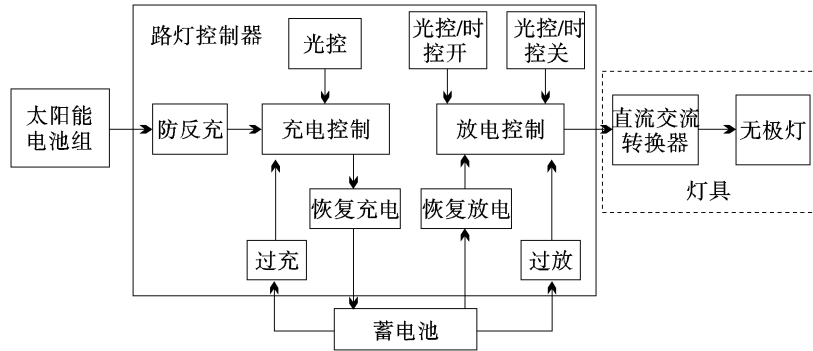 路灯控制器
光控
光控/时
控开
光控/时
控关
太阳能
电池组
防反充
充电控制
放电控制
直流交流
转换器
无极灯
灯具
恢复充电
恢复放电
过充
过放
蓄电池